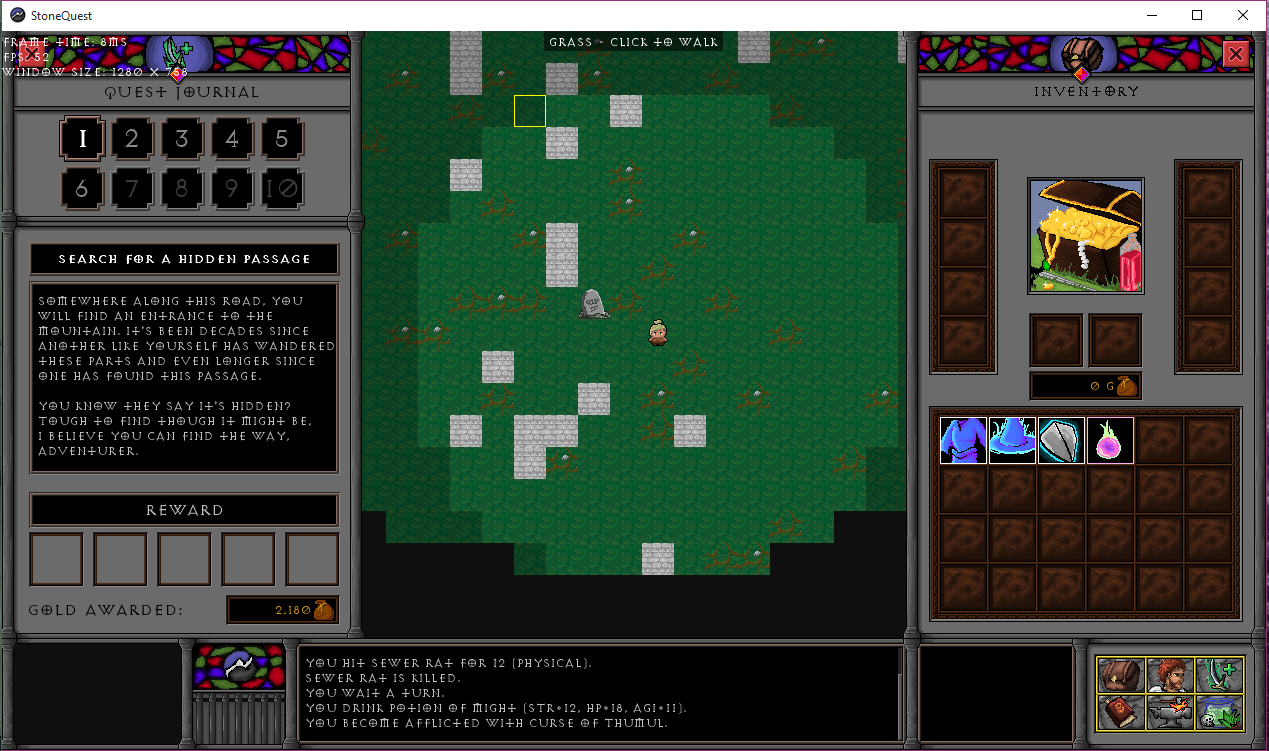 StoneQuest
FRAME TIME: 8MS
FPS: 52
WINDOW SIZE: 1280 X 768
GRASS - CLICK TO WALK
QUEST JOURNAL
1 2 3 4 5
6 7 8 9 10
SEARCH FOR A HIDDEN PASSAGE
SOMEWHERE ALONG THIS ROAD, YOU
WILL FIND AN ENTRANCE TO THE
MOUNTAIN. IT'S BEEN DECADES SINCE
ANOTHER LIKE YOURSELF HAS WANDERED
THESE PARTS AND EVEN LONGER SINCE
ONE HAS FOUND THIS PASSAGE.
YOU KNOW THEY SAY IT'S HIDDEN?
TOUGH TO FIND THOUGH IT MIGHT BE,
I BELIEVE YOU CAN FIND THE WAY,
ADVENTURER.
REWARD
GOLD AWARDED: 2,180
RIP
INVENTORY
0 G
YOU HIT SEWER RAT FOR 12 (PHYSICAL).
SEWER RAT IS KILLED.
YOU WAIT A TURN.
YOU DRINK POTION OF MIGHT (STR+12, HP+18, AGI+11).
YOU BECOME AFFLICTED WITH CURSE OF THUMUL.